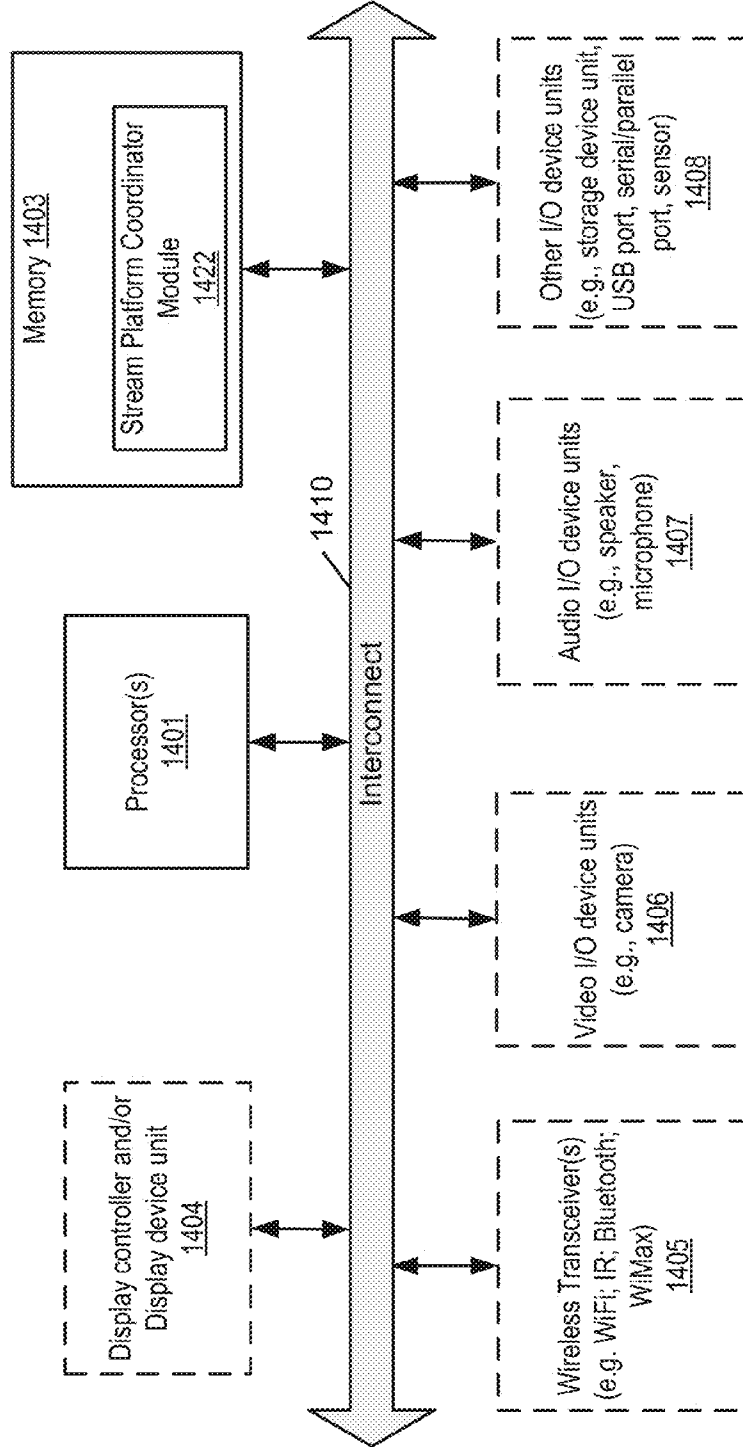 Display controller and/or
Display device unit
1404
Processor(s)
1401
Memory 1403
Stream Platform Coordinator
Module
1422
1410
Interconnect
Wireless Transceiver(s)
(e.g. WiFi; IR; Bluetooth;
WiMax)
1405
Video I/O device units
(e.g., camera)
1406
Audio I/O device units
(e.g., speaker,
microphone)
1407
Other I/O device units
(e.g., storage device unit,
USB port, serial/parallel
port, sensor)
1408